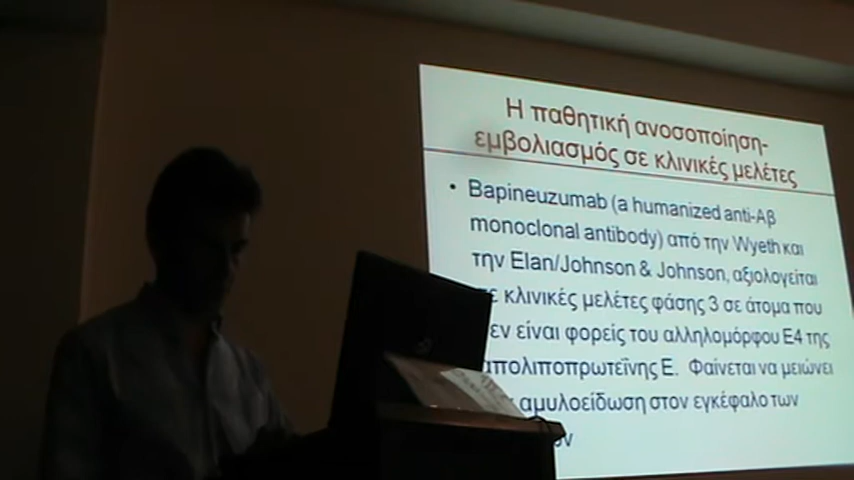 Η παθητική ανοσοποίηση-
εμβολιασμός σε κλινικές μελέτες
• Bapineuzumab (a humanized anti-Aβ
monoclonal antibody) από την Wyeth και
την Elan/Johnson & Johnson, αξιολογείται
κλινικές μελέτες φάσης 3 σε άτομα που
εν είναι φορείς του αλληλομόρφου Ε4 της
απολιποπρωτεΐνης Ε. Φαίνεται να μειώνει
αμυλοείδωση στον εγκέφαλο των